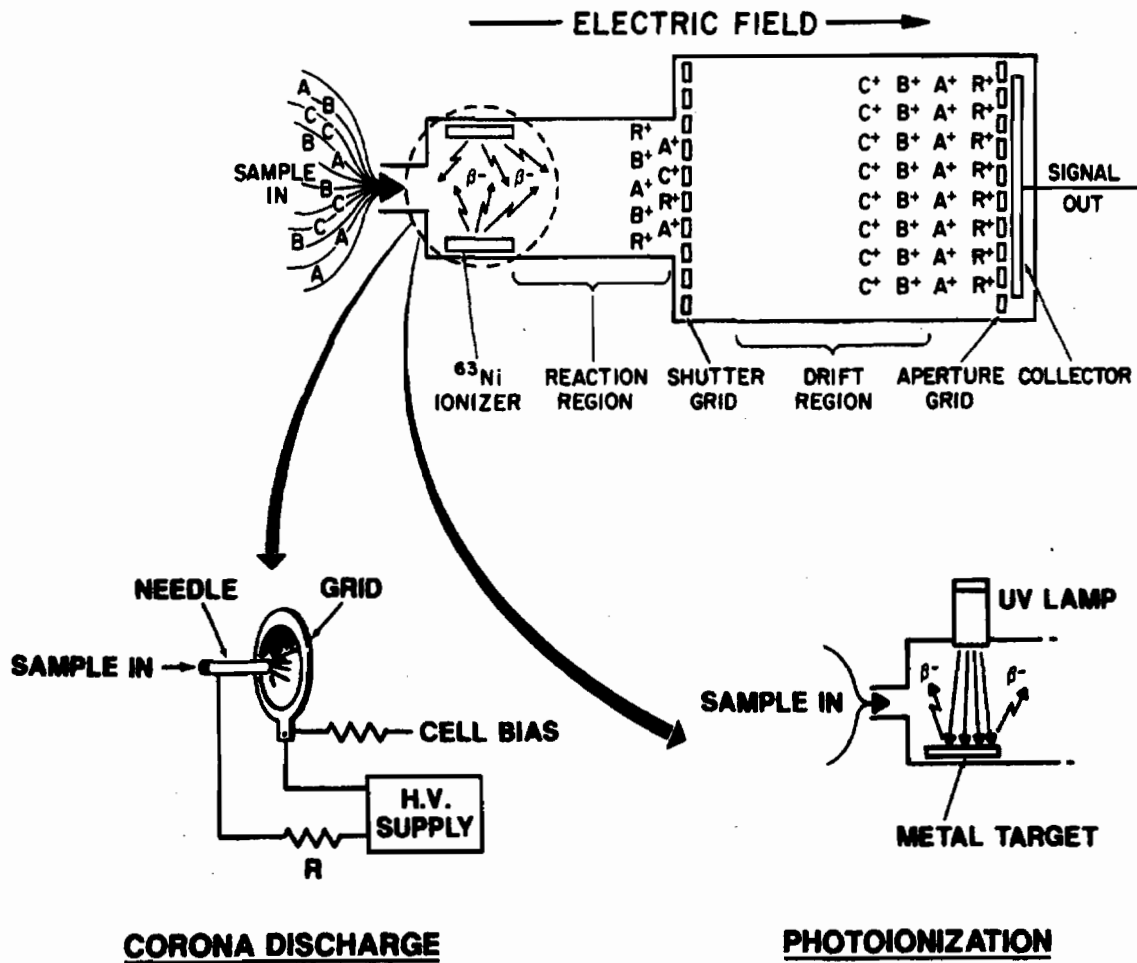 ELECTRIC FIELD
A
B
C
C
B
A
SAMPLE IN
B
C
C
A
B
A
β-
β-
R+
A+
B+
C+
A+
R+
B+
A+
R+
C+ B+ A+ R+
C+ B+ A+ R+
C+ B+ A+ R+
C+ B+ A+ R+
C+ B+ A+ R+
C+ B+ A+ R+
C+ B+ A+ R+
C+ B+ A+ R+
SIGNAL
OUT
63Ni
IONIZER
REACTION
REGION
SHUTTER
GRID
DRIFT
REGION
APERTURE
GRID
COLLECTOR
NEEDLE
GRID
SAMPLE IN
CELL BIAS
H.V.
SUPPLY
R
CORONA DISCHARGE
UV LAMP
β-
β-
SAMPLE IN
METAL TARGET
PHOTOIONIZATION